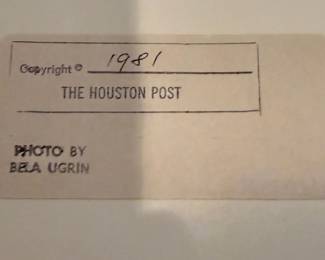 Copyright © 1981
THE HOUSTON POST
PHOTO BY
BELA UGRIN